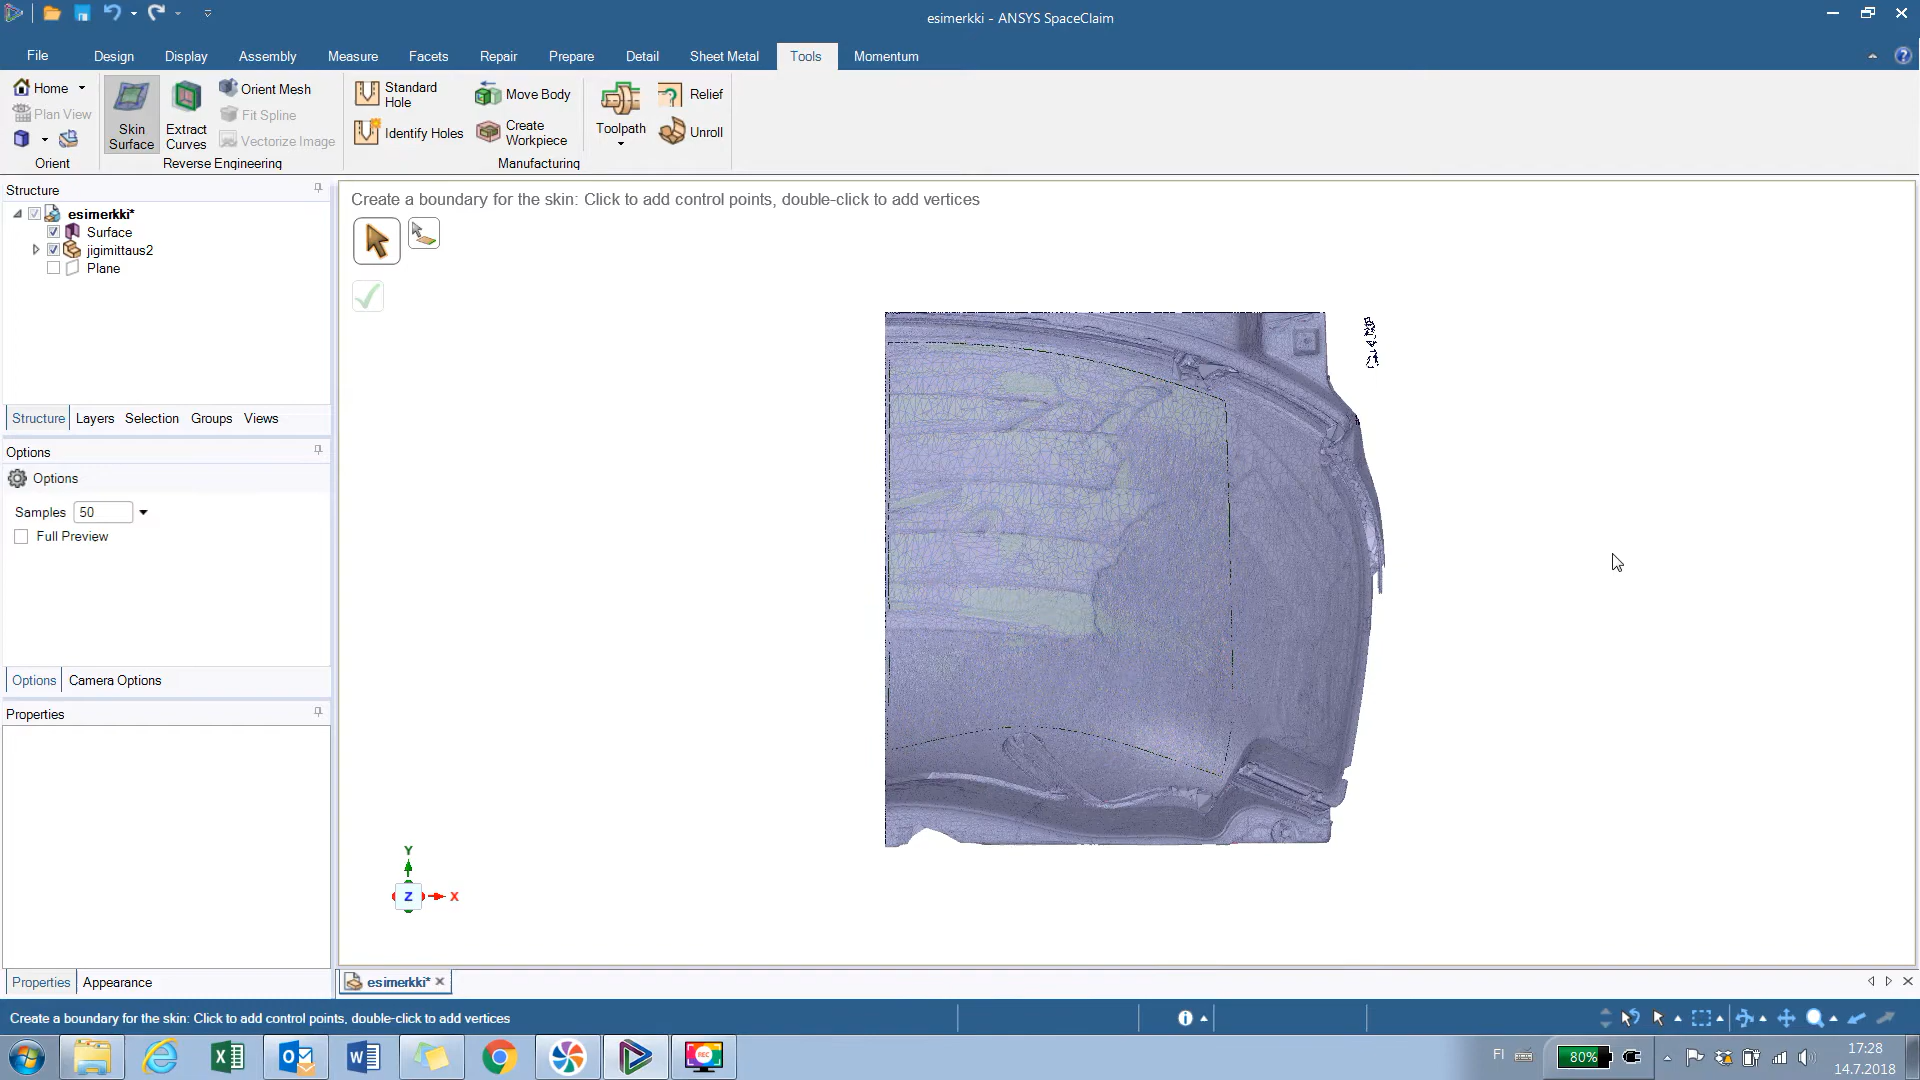 esimerkki - ANSYS SpaceClaim
File Design Display Assembly Measure Facets Repair Prepare Detail Sheet Metal Tools Momentum
Home
Plan View
Orient
Skin Surface
Extract Curves
Orient Mesh
Fit Spline
Vectorize Image
Reverse Engineering
Standard Hole
Identify Holes
Move Body
Create Workpiece
Toolpath
Relief
Unroll
Manufacturing
Structure
esimerkki*
Surface
jigimittaus2
Plane
Structure Layers Selection Groups Views
Options
Options
Samples 50
Full Preview
Options Camera Options
Properties
Properties Appearance
Create a boundary for the skin: Click to add control points, double-click to add vertices
Y
Z X
esimerkki*
Create a boundary for the skin: Click to add control points, double-click to add vertices
REC
FI
80%
17:28
14.7.2018